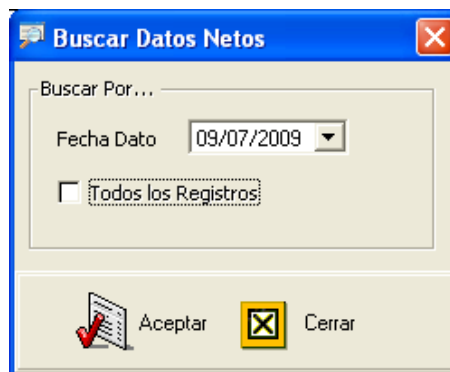 Buscar Datos Netos
Buscar Por...
Fecha Dato 09/07/2009
Todos los Registros
Aceptar Cerrar